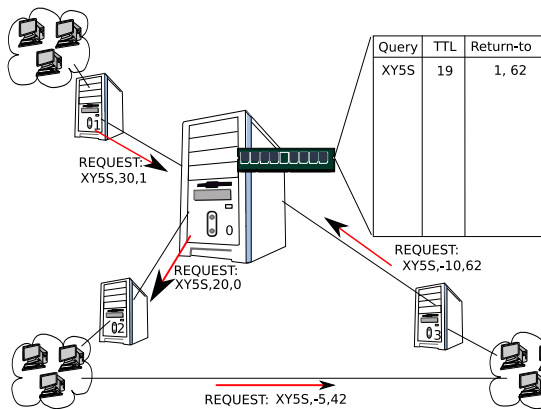 Query TTL Return-to
XY5S 19 1, 62
1
REQUEST:
XY5S,30,1
REQUEST:
XY5S,-10,62
REQUEST:
XY5S,20,0
2
3
REQUEST: XY5S,-5,42